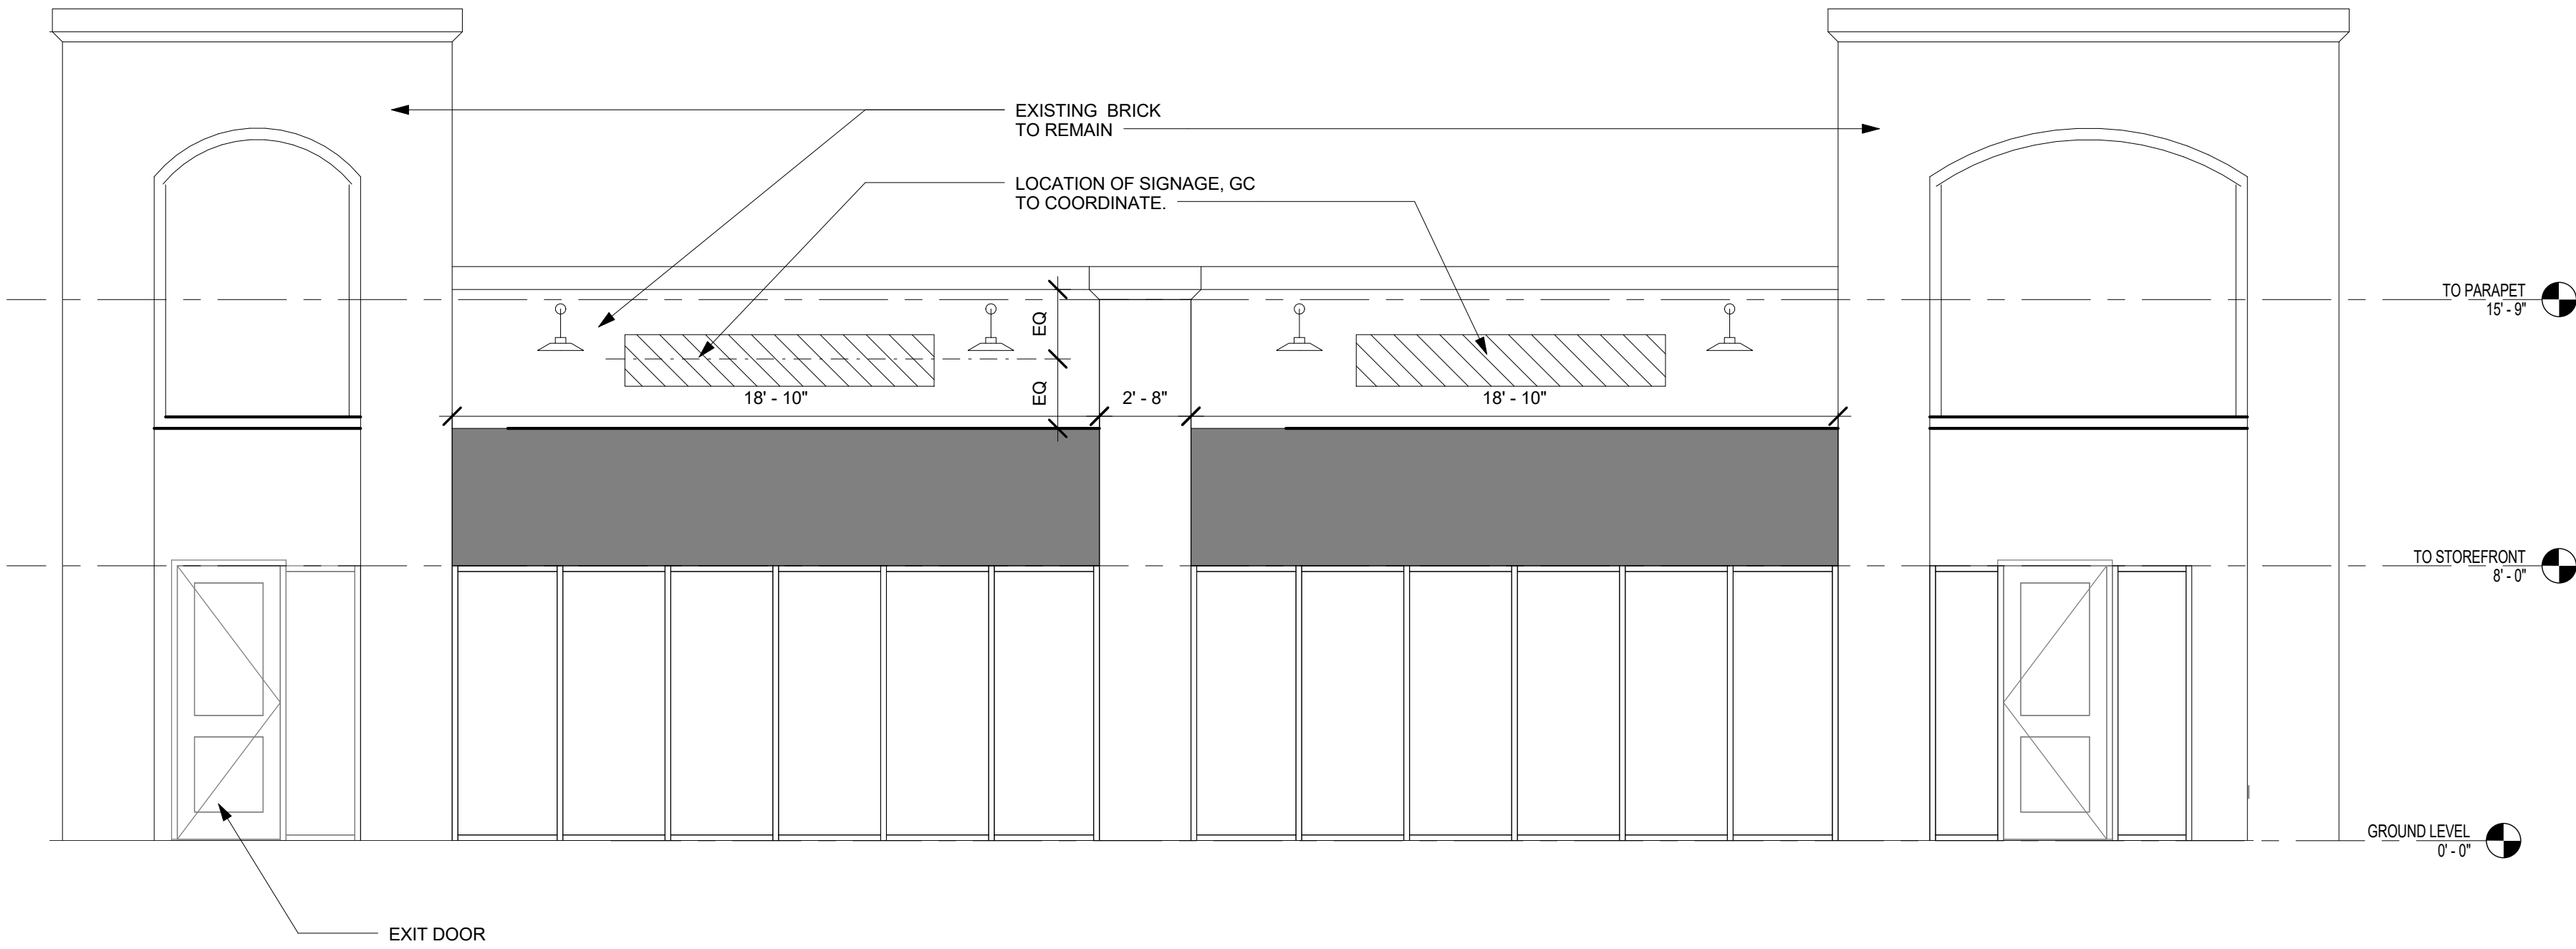 EXISTING BRICK
TO REMAIN
LOCATION OF SIGNAGE, GC
TO COORDINATE.
TO PARAPET
15' - 9"
EQ
EQ
18' - 10"
2' - 8"
18' - 10"
TO STOREFRONT
8' - 0"
GROUND LEVEL
0' - 0"
EXIT DOOR